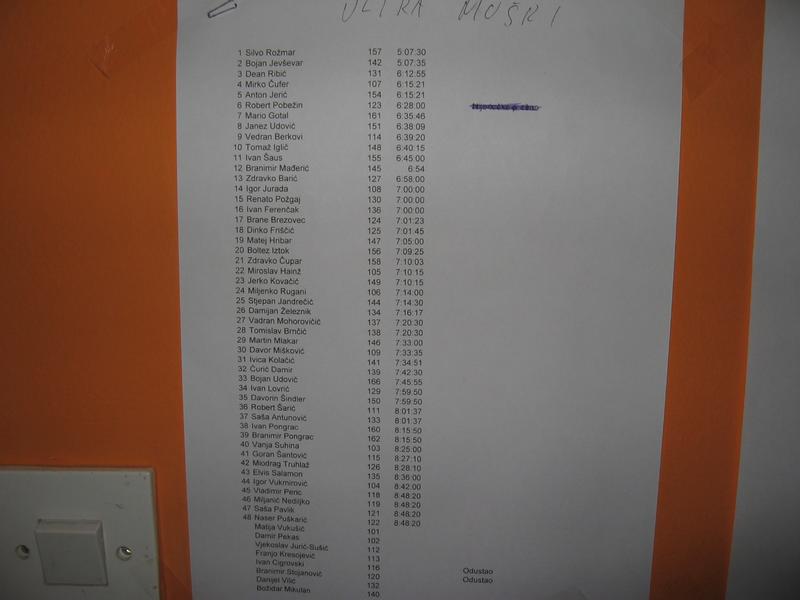 ULTRA MUŠKI
1 Silvo Rožmar 157 5:07:30
2 Bojan Jevševar 142 5:07:35
3 Dean Ribić 131 6:12:55
4 Mirko Čufer 107 6:15:21
5 Anton Jerić 154 6:15:21
6 Robert Pobežin 123 6:28:00
7 Mario Gotal 161 6:35:46
8 Janez Udovič 151 6:38:09
9 Vedran Berkovi 114 6:39:20
10 Tomaž Iglič 148 6:40:15
11 Ivan Šaus 155 6:45:00
12 Branimir Mađerić 145 6:54
13 Zdravko Barić 127 6:58:00
14 Igor Jurada 108 7:00:00
15 Renato Požgaj 130 7:00:00
16 Ivan Ferenčak 136 7:00:00
17 Brane Brezovec 124 7:01:23
18 Dinko Friščić 125 7:01:45
19 Matej Hribar 147 7:05:00
20 Boltez Iztok 156 7:09:25
21 Zdravko Čupar 158 7:10:03
22 Miroslav Hainž 105 7:10:15
23 Jerko Kovačić 149 7:10:15
24 Miljenko Rugani 106 7:14:00
25 Stjepan Jandrečić 144 7:14:30
26 Damijan Železnik 134 7:16:17
27 Vadran Mohorovičić 137 7:20:30
28 Tomislav Brnčić 138 7:20:30
29 Martin Mlakar 146 7:33:00
30 Davor Mišković 109 7:33:35
31 Ivica Kolačić 141 7:34:51
32 Ćurić Damir 139 7:42:30
33 Bojan Udovič 166 7:45:55
34 Ivan Lovrić 129 7:59:50
35 Davorin Šindler 150 7:59:50
36 Robert Šarić 111 8:01:37
37 Saša Antunović 133 8:01:37
38 Ivan Pongrac 160 8:15:50
39 Branimir Pongrac 162 8:15:50
40 Vanja Suhina 103 8:25:00
41 Goran Šantović 115 8:27:10
42 Miodrag Truhlaž 126 8:28:10
43 Elvis Salamon 135 8:36:00
44 Igor Vukmirović 104 8:42:00
45 Vladimir Peric 118 8:48:20
46 Miljanić Nediljko 119 8:48:20
47 Saša Pavlik 121 8:48:20
48 Naser Puškarić 122 8:48:20
Matija Vukušić 101
Damir Pekas 102
Vjekoslav Jurić-Sušić 112
Franjo Kresojević 113
Ivan Cigrovski 116 Odustao
Branimir Stojanović 120 Odustao
Danijel Vilić 132
Božidar Mikulan 140